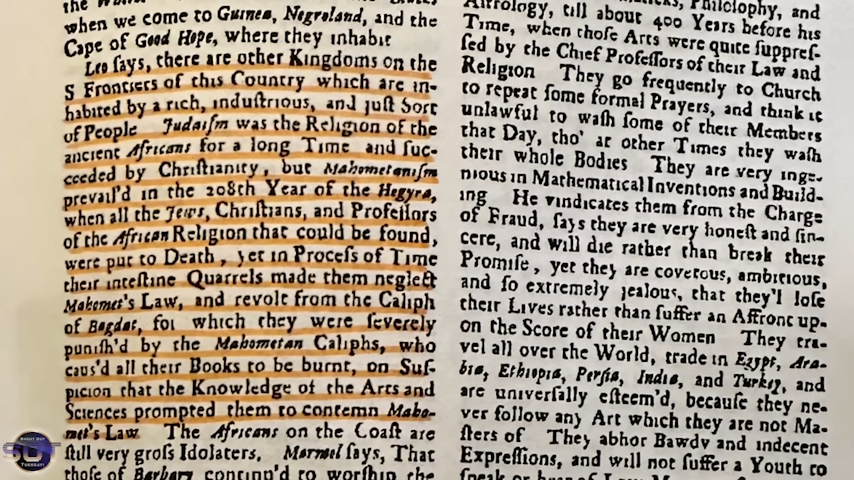 when we come to Guinea, Negroland, and the
Cape of Good Hope, where they inhabit
Leo ſays, there are other Kingdoms on the
S Frontiers of this Country which are in-
habited by a rich, induſtrious, and juſt Sort
of People Judaiſm was the Religion of the
ancient Africans for a long Time and ſuc-
cceded by Chriſtianity, but Mahometaniſm
prevail'd in the 208th Year of the Hegyra,
when all the Jews, Chriſtians, and Profeſſors
of the African Religion that could be found,
were put to Death, yet in Proceſs of Time
their inteſtine Quarrels made them neglect
Mahomet's Law, and revolt from the Caliph
of Bagdat, for which they were ſeverely
puniſh'd by the Mahometan Caliphs, who
caus'd all their Books to be burnt, on Suſ-
picion that the Knowledge of the Arts and
Sciences prompted them to contemn Maho-
met's Law The Africans on the Coaſt are
ſtill very groſs Idolaters. Marmol ſays, That
thoſe of Barbary continu'd to worſhip the
Philoſophy, and
Aſtrology, till about 400 Years before his
Time, when thoſe Arts were quite ſuppreſ-
ſed by the Chief Profeſſors of their Law and
Religion They go frequently to Church
to repeat ſome formal Prayers, and think it
unlawful to waſh ſome of their Members
that Day, tho' at other Times they waſh
their whole Bodies They are very inge-
nious in Mathematical Inventions and Build-
ing He vindicates them from the Charge
of Fraud, ſays they are very honeſt and ſin-
cere, and will die rather than break their
Promiſe, yet they are covetous, ambitious,
and ſo extremely jealous, that they'l loſe
their Lives rather than ſuffer an Affront up-
on the Score of their Women They tra-
vel all over the World, trade in Egypt, Ara-
bia, Ethiopia, Perſia, India, and Turky, and
are univerſally eſteem'd, becauſe they ne-
ver follow any Art which they are not Ma-
ſters of They abhor Bawdy and indecent
Expreſſions, and will not ſuffer a Youth to